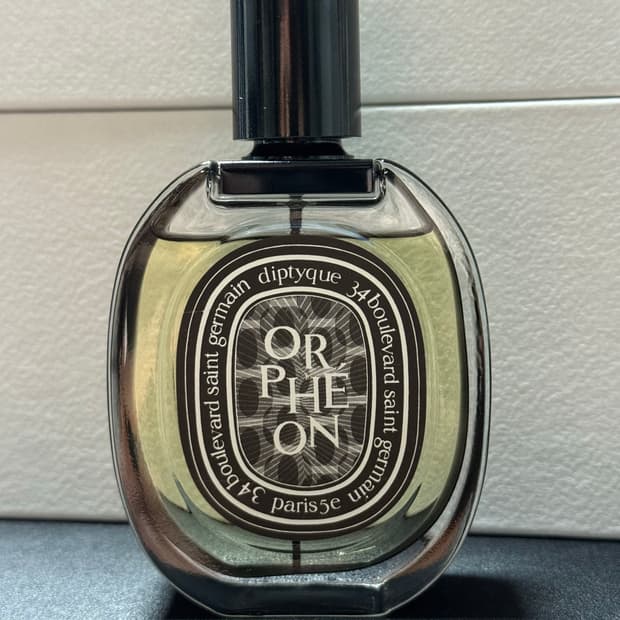 diptyque 34 boulevard saint germain
paris 5e
34 boulevard saint germain
OR
PHÉ
ON